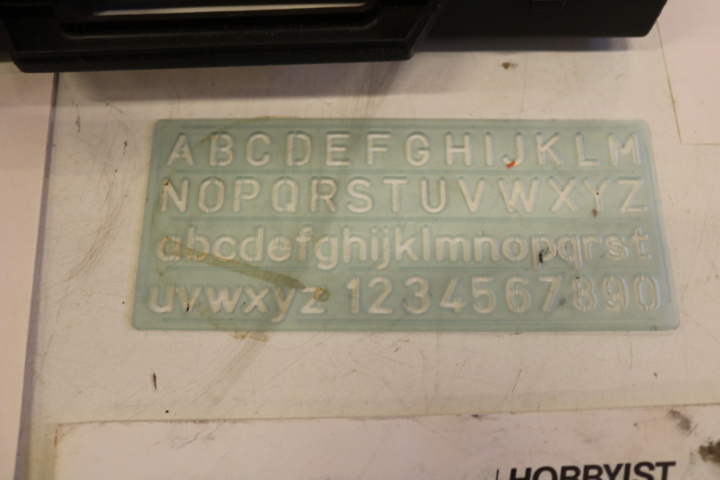 ABCDEFGHIJKLM
NOPQRSTUVWXYZ
abcdefghijklmnopqrst
uvwxyz 1234567890
HOBBYIST